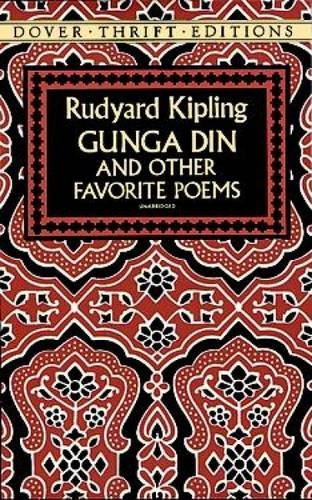 DOVER · THRIFT · EDITIONS
Rudyard Kipling
GUNGA DIN
AND OTHER
FAVORITE POEMS
UNABRIDGED